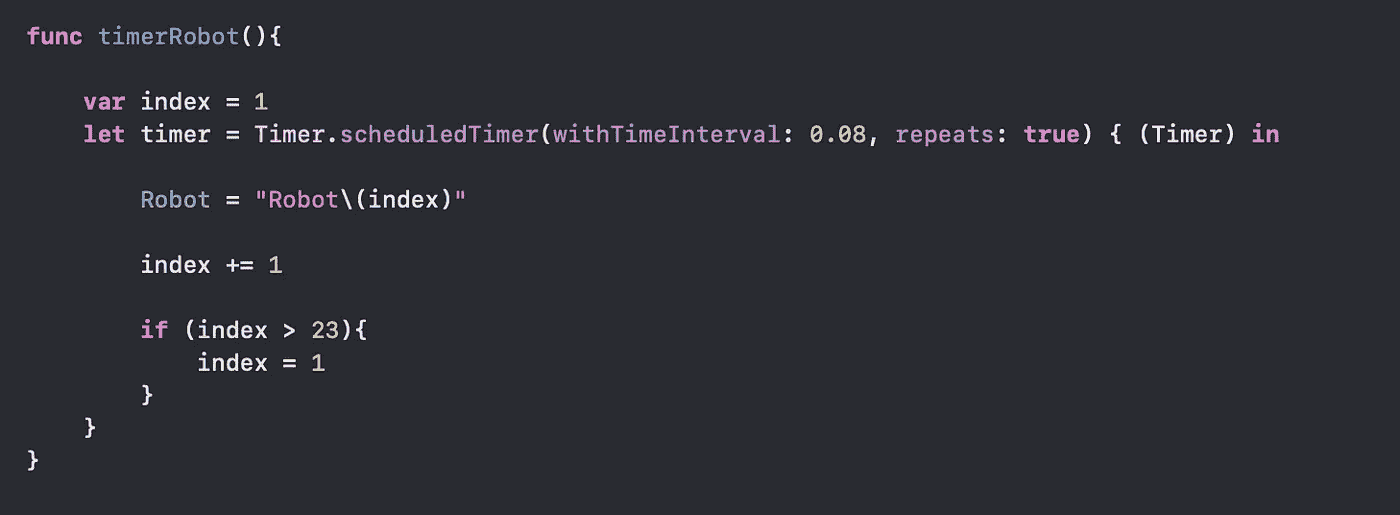 func timerRobot(){
var index = 1
let timer = Timer.scheduledTimer(withTimeInterval: 0.08, repeats: true) { (Timer) in
Robot = "Robot\(index)"
index += 1
if (index > 23){
index = 1
}
}
}